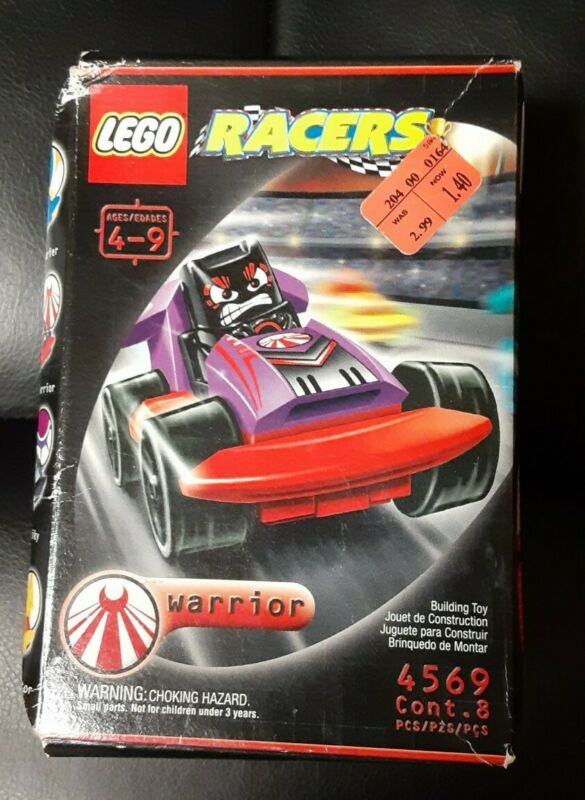 LEGO
RACERS
204 00 0164
WAS
NOW
2.99
1.40
AGES/EDADES
4-9
warrior
Building Toy
Jouet de Construction
Juguete para Construir
Brinquedo de Montar
4569
Cont.8
PCS/PZS/PÇS
WARNING: CHOKING HAZARD.
Small parts. Not for children under 3 years.